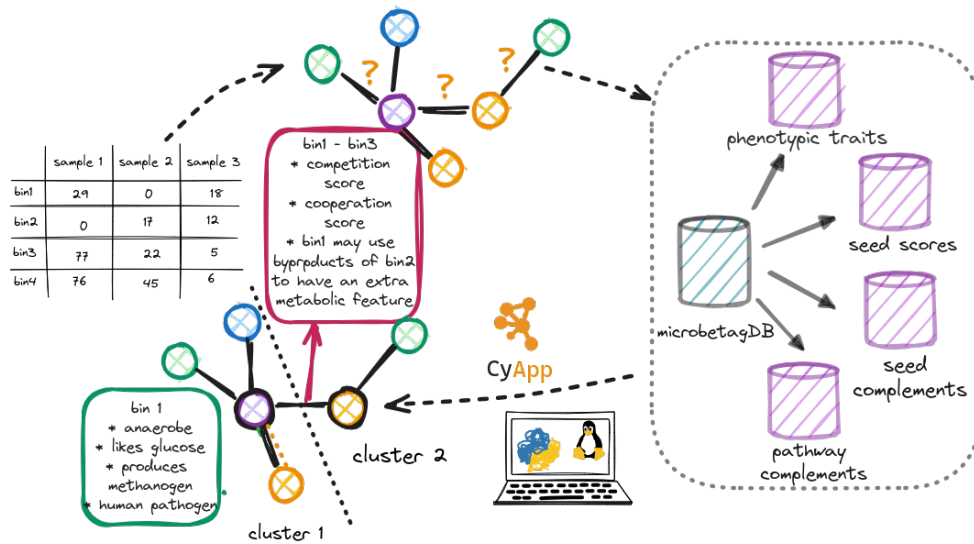 ?
?
?
sample 1 sample 2 sample 3
bin1 29 0 18
bin2 0 17 12
bin3 77 22 5
bin4 76 45 6
bin1 - bin3
* competition
score
* cooperation
score
* bin1 may use
byprpducts of bin2
to have an extra
metabolic feature
phenotypic traits
seed scores
microbetagDB
seed
complements
pathway
complements
CyApp
bin 1
* anaerobe
* likes glucose
* produces
methanogen
* human pathogen
cluster 2
cluster 1